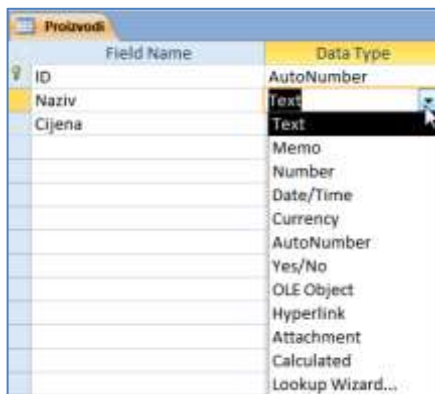 Proizvodi
Field Name Data Type
ID AutoNumber
Naziv Text
Cijena Text
Memo
Number
Date/Time
Currency
AutoNumber
Yes/No
OLE Object
Hyperlink
Attachment
Calculated
Lookup Wizard...